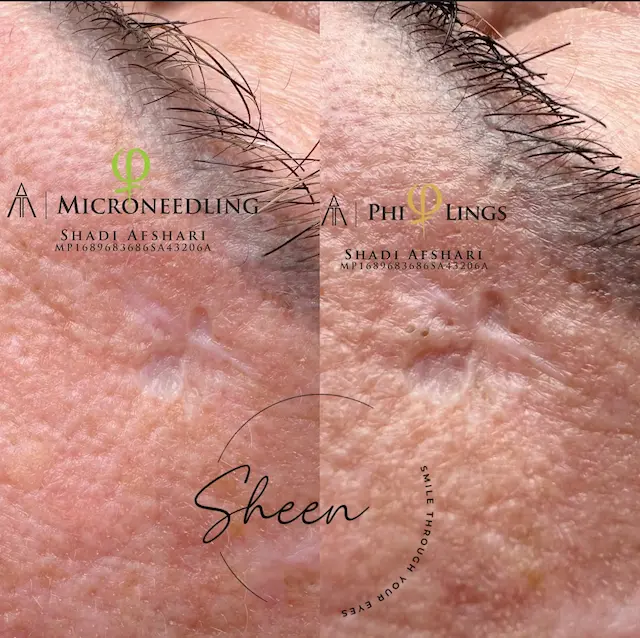 MICRONEEDLING
SHADI AFSHARI
MP1689683686SA43206A
PHI LINGS
SHADI AFSHARI
MP1689683686SA43206A
Sheen
SMILE THROUGH YOUR EYES